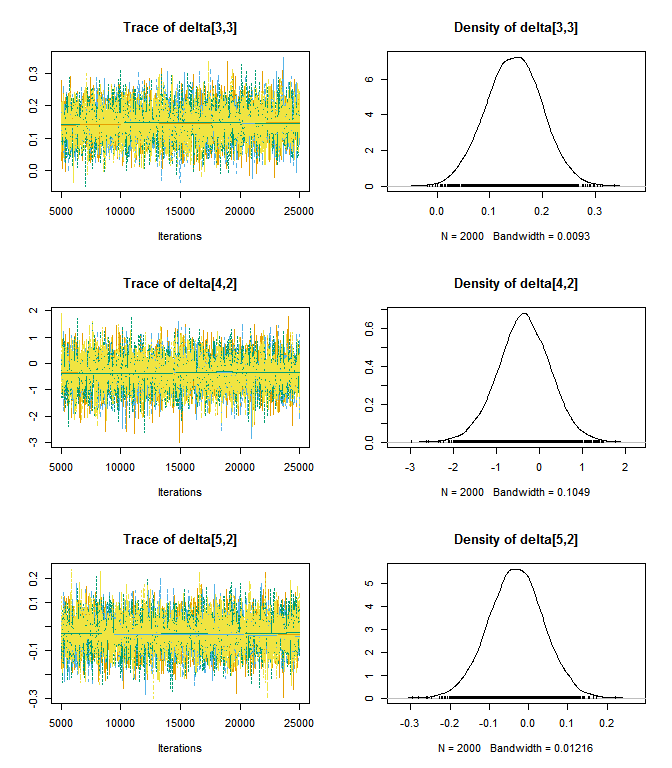 Trace of delta[3,3]
0.0 0.1 0.2 0.3
5000 10000 15000 20000 25000
Iterations
Density of delta[3,3]
0 2 4 6
0.0 0.1 0.2 0.3
N = 2000 Bandwidth = 0.0093
Trace of delta[4,2]
-3 -2 -1 0 1 2
5000 10000 15000 20000 25000
Iterations
Density of delta[4,2]
0.0 0.2 0.4 0.6
-3 -2 -1 0 1 2
N = 2000 Bandwidth = 0.1049
Trace of delta[5,2]
-0.3 -0.1 0.1 0.2
5000 10000 15000 20000 25000
Iterations
Density of delta[5,2]
0 1 2 3 4 5
-0.3 -0.2 -0.1 0.0 0.1 0.2
N = 2000 Bandwidth = 0.01216